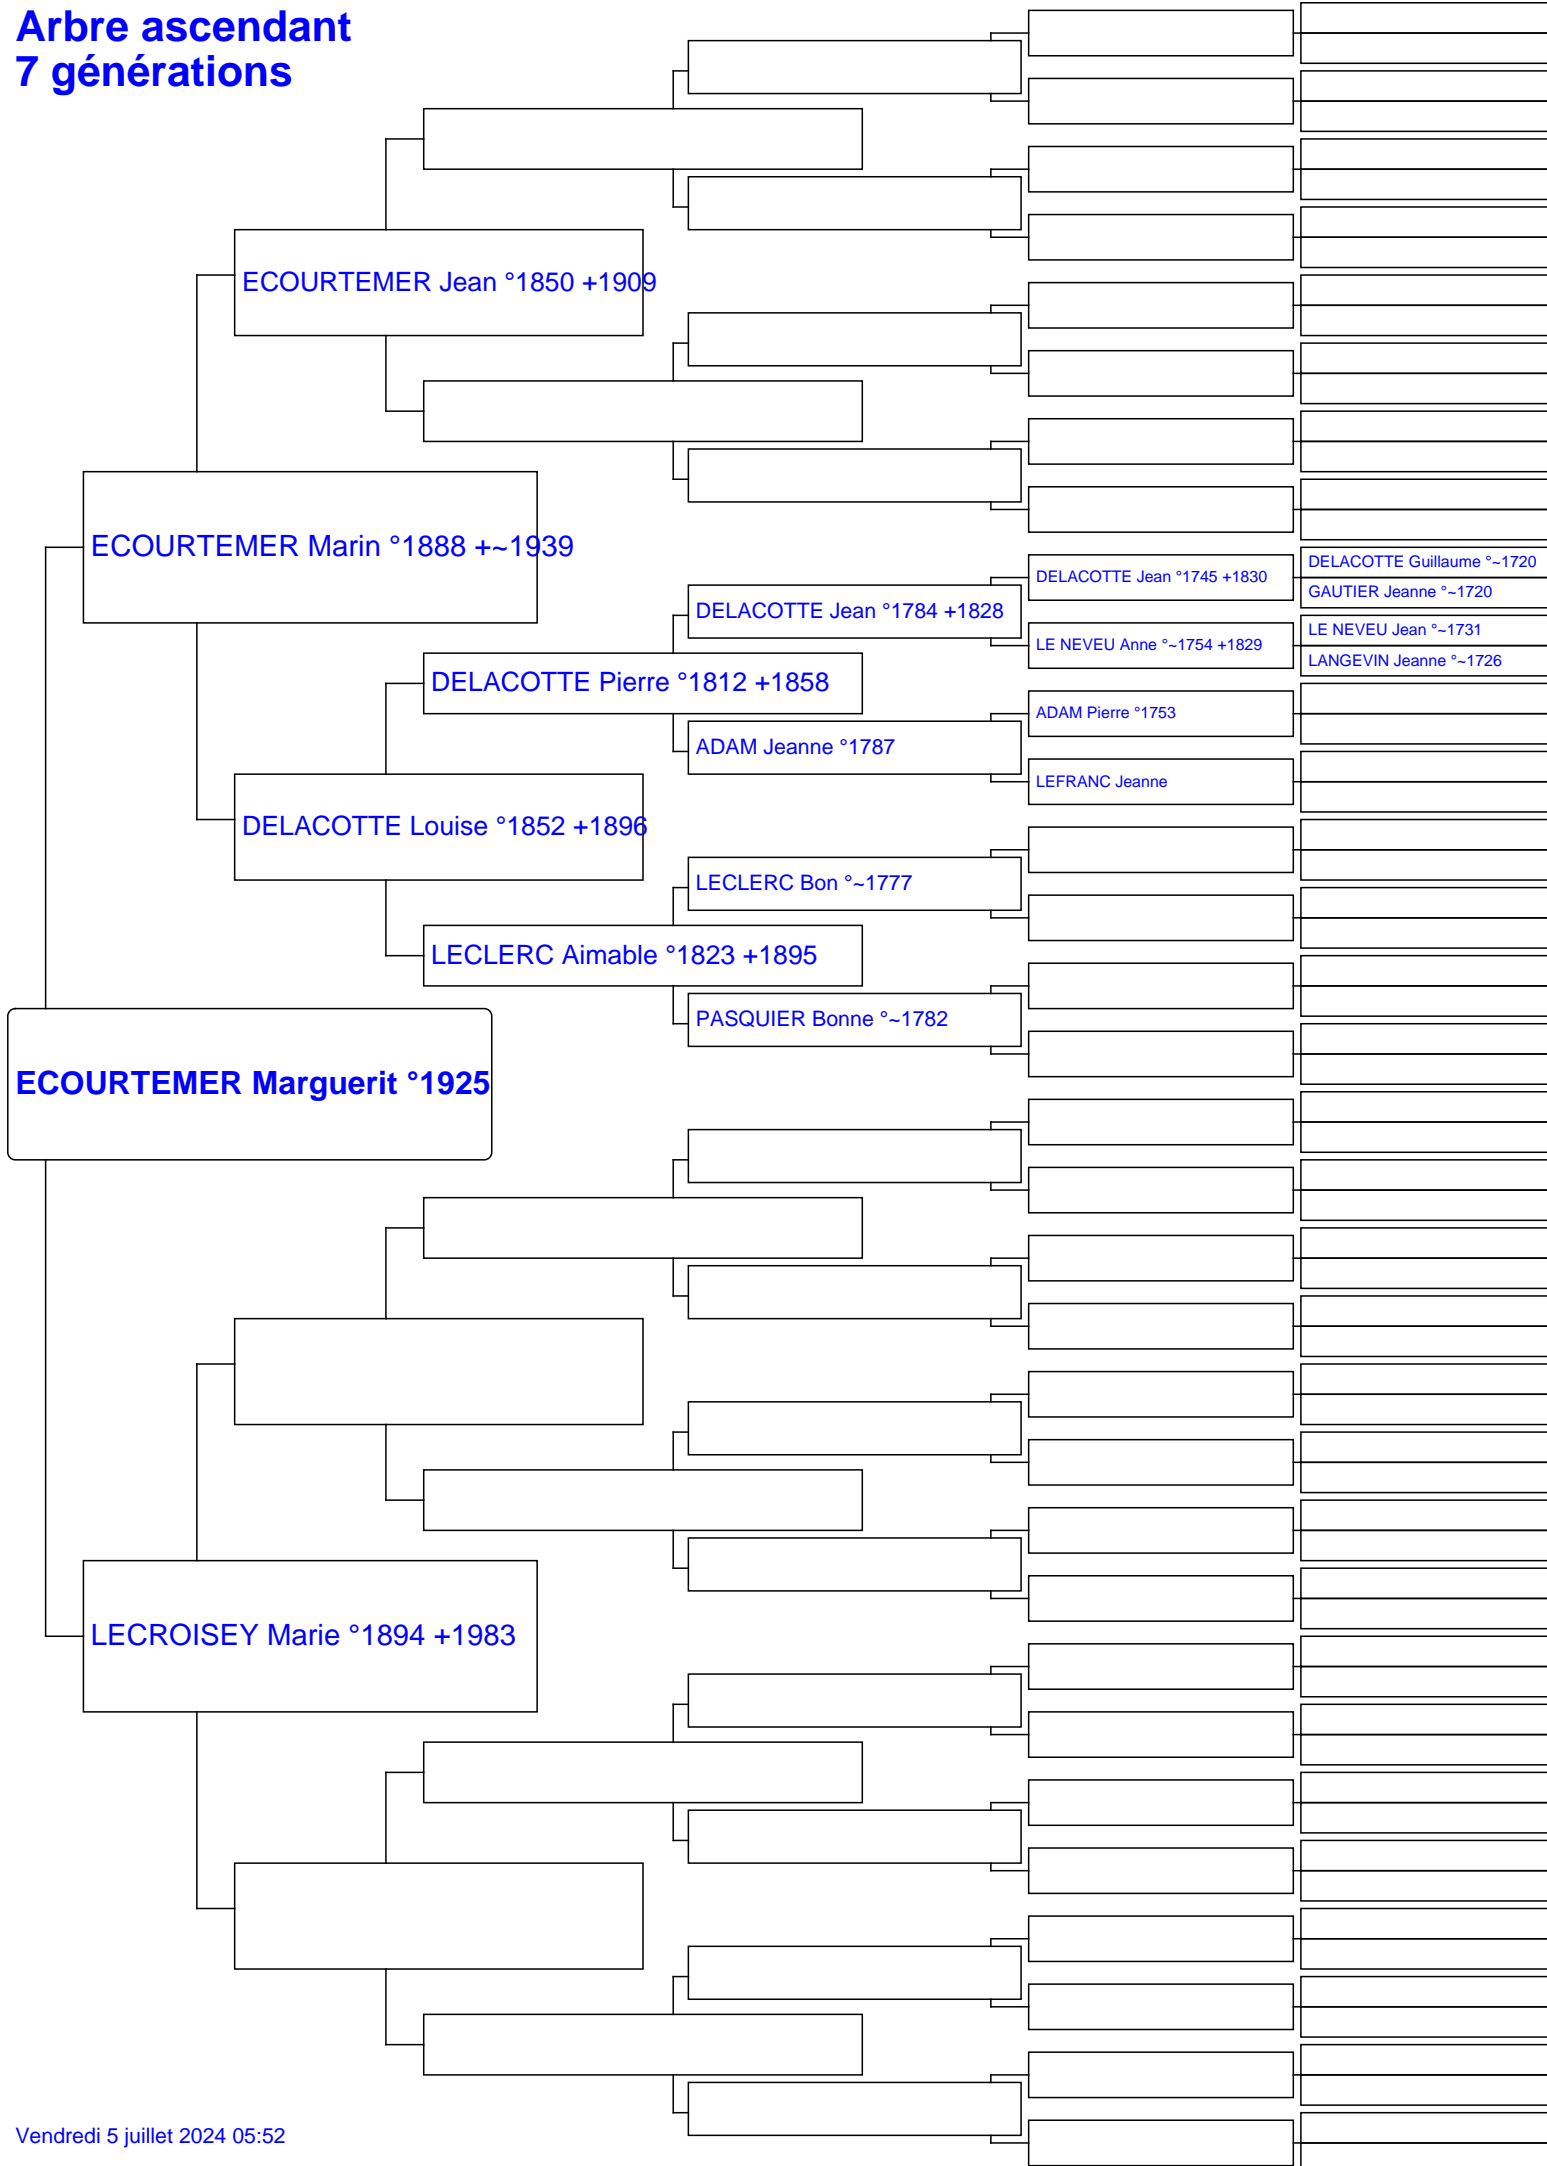 Arbre ascendant
7 générations
ECOURTEMER Jean °1850 +1909
ECOURTEMER Marin °1888 +~1939
DELACOTTE Guillaume °~1720
DELACOTTE Jean °1745 +1830
GAUTIER Jeanne °~1720
DELACOTTE Jean °1784 +1828
LE NEVEU Jean °~1731
LE NEVEU Anne °~1754 +1829
LANGEVIN Jeanne °~1726
DELACOTTE Pierre °1812 +1858
ADAM Pierre °1753
ADAM Jeanne °1787
LEFRANC Jeanne
DELACOTTE Louise °1852 +1896
LECLERC Bon °~1777
LECLERC Aimable °1823 +1895
PASQUIER Bonne °~1782
ECOURTEMER Marguerit °1925
LECROISEY Marie °1894 +1983
Vendredi 5 juillet 2024 05:52